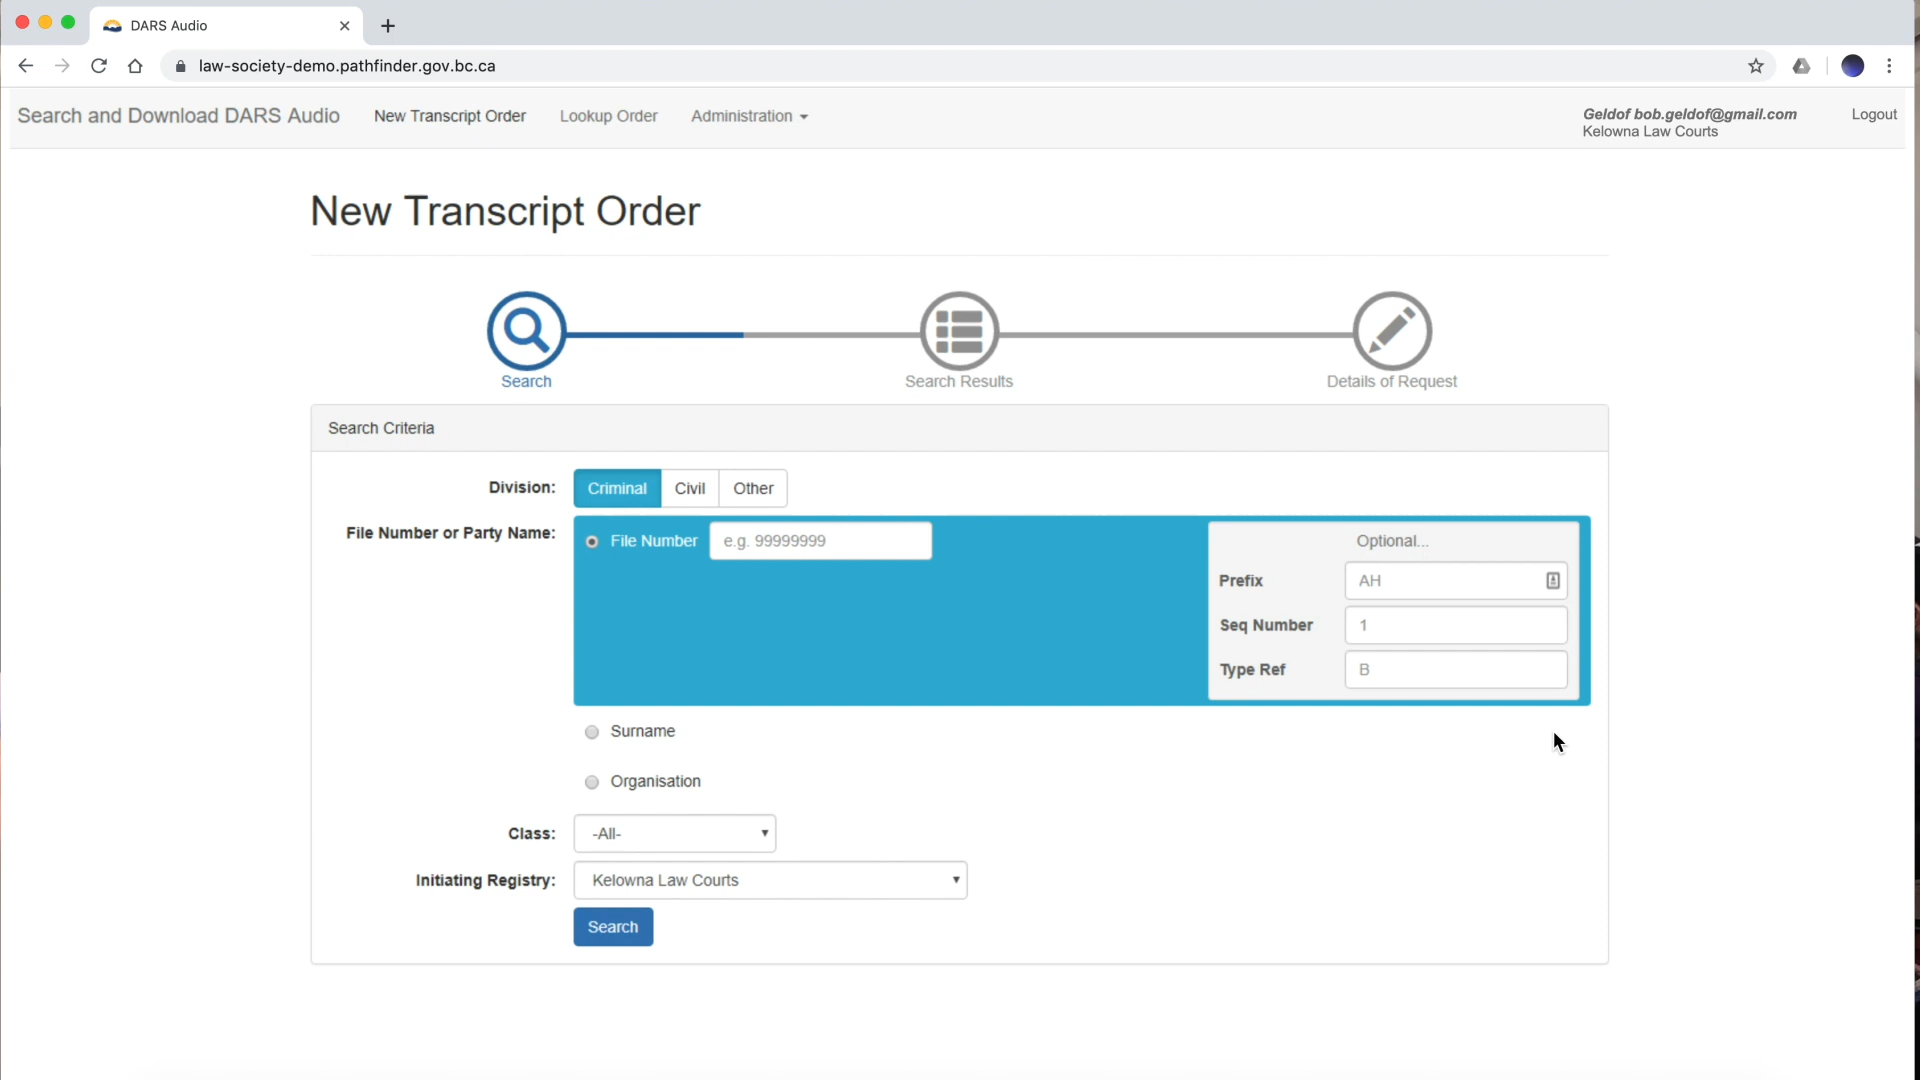 DARS Audio
law-society-demo.pathfinder.gov.bc.ca
Search and Download DARS Audio
New Transcript Order
Lookup Order
Administration
Geldof bob.geldof@gmail.com
Kelowna Law Courts
Logout
New Transcript Order
Search
Search Results
Details of Request
Search Criteria
Division:
Criminal
Civil
Other
File Number or Party Name:
File Number
e.g. 99999999
Optional...
Prefix
AH
Seq Number
1
Type Ref
B
Surname
Organisation
Class:
-All-
Initiating Registry:
Kelowna Law Courts
Search